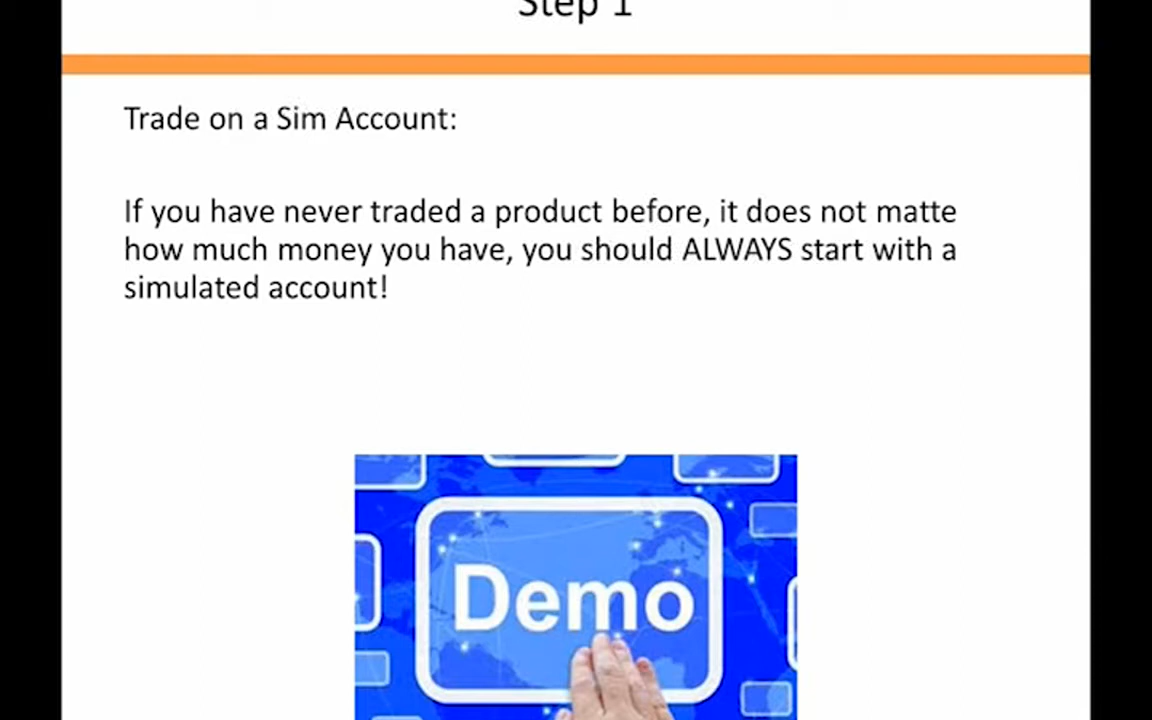 Step 1
Trade on a Sim Account:
If you have never traded a product before, it does not matte
how much money you have, you should ALWAYS start with a
simulated account!
Demo